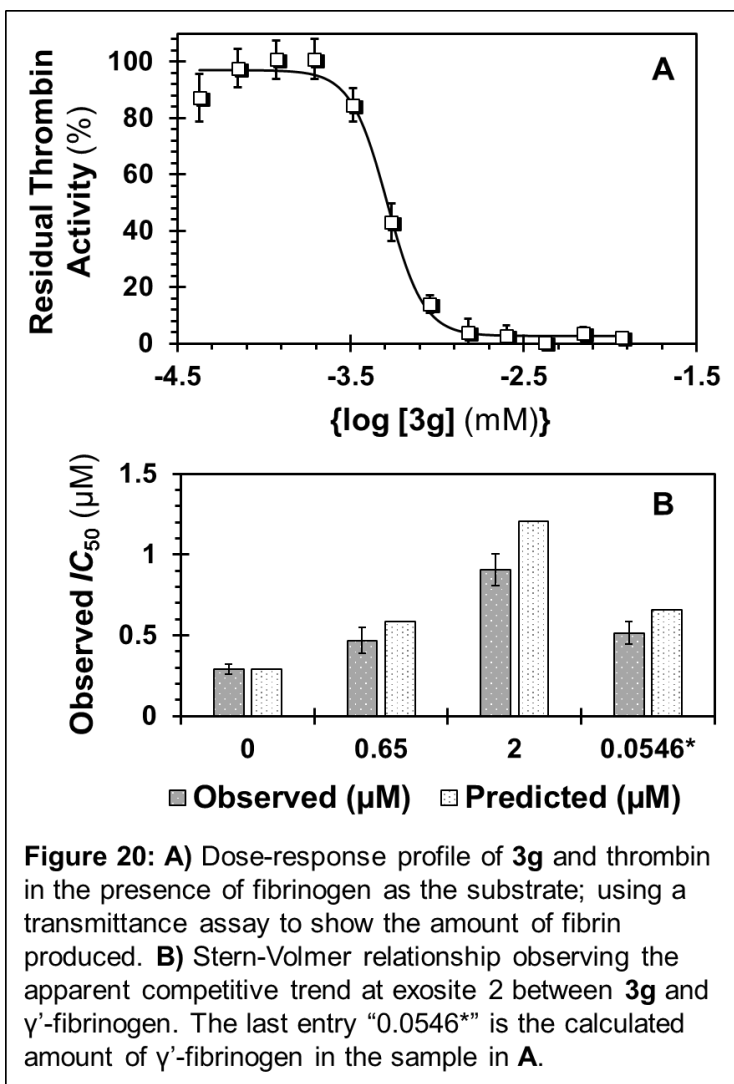 A
Residual Thrombin
Activity (%)
100
80
60
40
20
0
-4.5
-3.5
-2.5
-1.5
{log [3g] (mM)}
B
Observed IC50 (µM)
1.5
1
0.5
0
0
0.65
2
0.0546*
Observed (µM)
Predicted (µM)
Figure 20: A) Dose-response profile of 3g and thrombin
in the presence of fibrinogen as the substrate; using a
transmittance assay to show the amount of fibrin
produced. B) Stern-Volmer relationship observing the
apparent competitive trend at exosite 2 between 3g and
γ'-fibrinogen. The last entry “0.0546*” is the calculated
amount of γ'-fibrinogen in the sample in A.